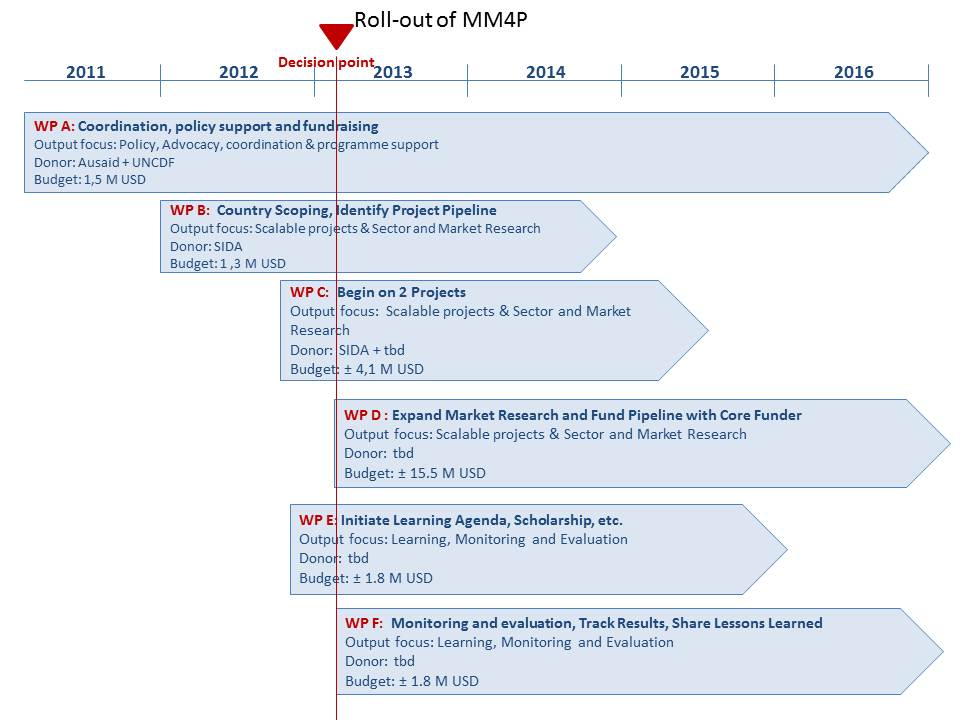 Roll-out of MM4P
Decision point
2011 2012 2013 2014 2015 2016
WP A: Coordination, policy support and fundraising
Output focus: Policy, Advocacy, coordination & programme support
Donor: Ausaid + UNCDF
Budget: 1,5 M USD
WP B: Country Scoping, Identify Project Pipeline
Output focus: Scalable projects & Sector and Market Research
Donor: SIDA
Budget: 1 ,3 M USD
WP C: Begin on 2 Projects
Output focus: Scalable projects & Sector and Market
Research
Donor: SIDA + tbd
Budget: ± 4,1 M USD
WP D : Expand Market Research and Fund Pipeline with Core Funder
Output focus: Scalable projects & Sector and Market Research
Donor: tbd
Budget: ± 15.5 M USD
WP E: Initiate Learning Agenda, Scholarship, etc.
Output focus: Learning, Monitoring and Evaluation
Donor: tbd
Budget: ± 1.8 M USD
WP F: Monitoring and evaluation, Track Results, Share Lessons Learned
Output focus: Learning, Monitoring and Evaluation
Donor: tbd
Budget: ± 1.8 M USD